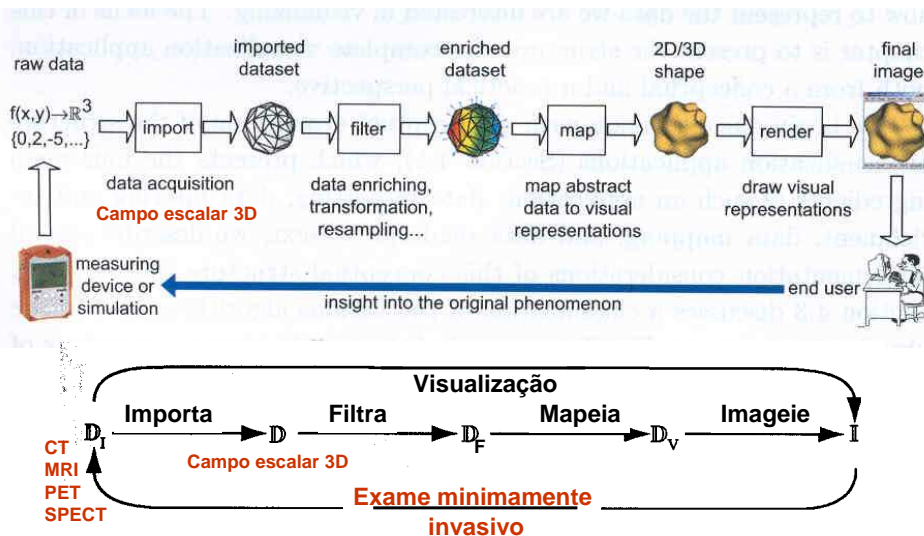 raw data
imported
dataset
enriched
dataset
2D/3D
shape
final
image
f(x,y)→ℝ³
{0,2,-5,...}
import
filter
map
render
data acquisition
Campo escalar 3D
data enriching,
transformation,
resampling...
map abstract
data to visual
representations
draw visual
representations
measuring
device or
simulation
insight into the original phenomenon
end user
Visualização
Importa
Filtra
Mapeia
Imageie
𝔻I
𝔻
𝔻F
𝔻V
𝕀
Campo escalar 3D
CT
MRI
PET
SPECT
Exame minimamente
invasivo